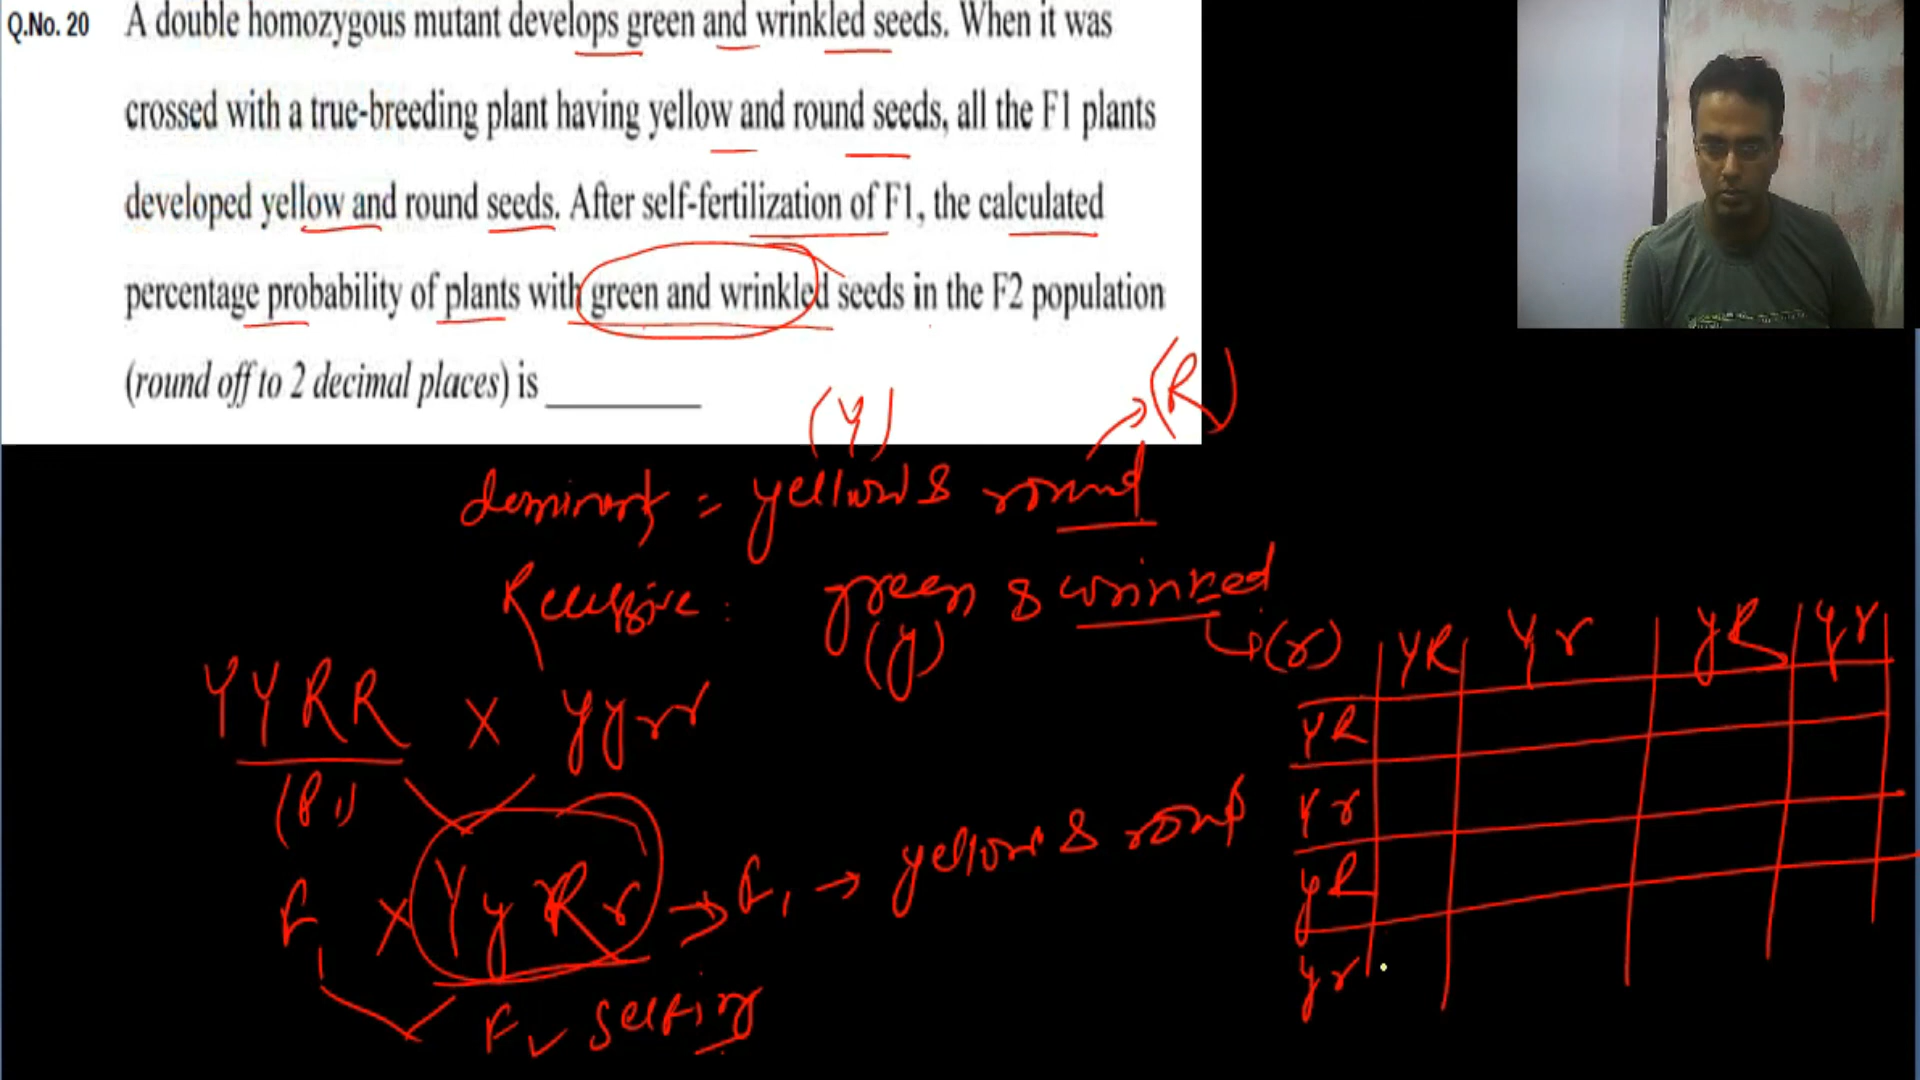 Q.No. 20 A double homozygous mutant develops green and wrinkled seeds. When it was
crossed with a true-breeding plant having yellow and round seeds, all the F1 plants
developed yellow and round seeds. After self-fertilization of F1, the calculated
percentage probability of plants with green and wrinkled seeds in the F2 population
(round off to 2 decimal places) is ________
(Y) (R)
dominant = yellow & round
Recessive : green & wrinked
(y) (r)
YYRR X yyrr
(P1)
F1 X YyRr → F1 → yellow & round
F2 selfing
YR Yr yR yr
YR
Yr
yR
yr